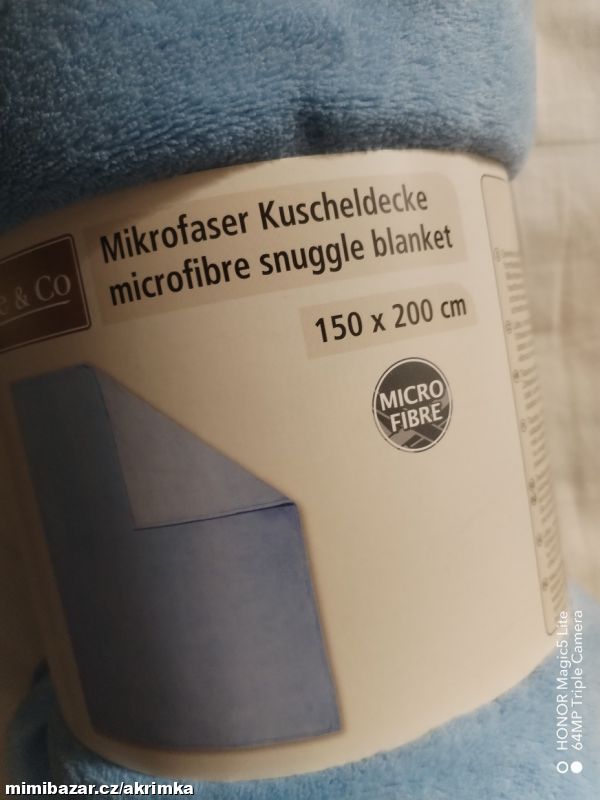 Mikrofaser Kuscheldecke
microfibre snuggle blanket
& Co
150 x 200 cm
MICRO
FIBRE
HONOR Magic5 Lite
64MP Triple Camera
mimibazar.cz/akrimka